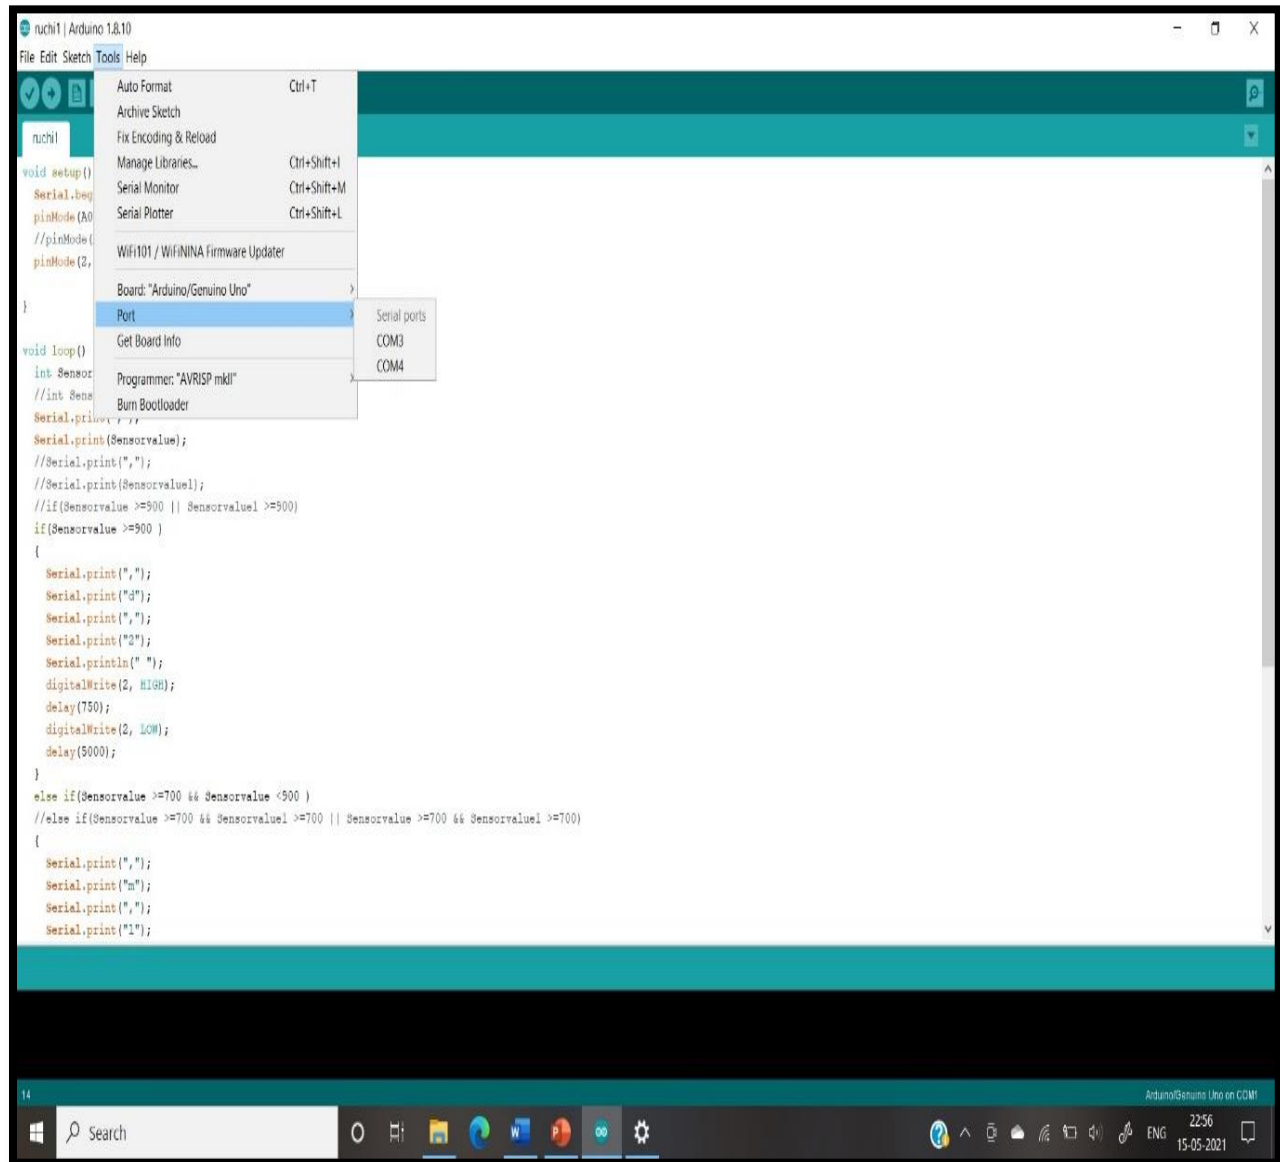 ruchi1 | Arduino 1.8.10
File Edit Sketch Tools Help
Auto Format Ctrl+T
Archive Sketch
Fix Encoding & Reload
Manage Libraries... Ctrl+Shift+I
Serial Monitor Ctrl+Shift+M
Serial Plotter Ctrl+Shift+L
WiFi101 / WiFiNINA Firmware Updater
Board: "Arduino/Genuino Uno"
Port
Get Board Info
Programmer: "AVRISP mkII"
Burn Bootloader
Serial ports
COM3
COM4
ruchi1
void setup()
Serial.beg
pinMode(A0
//pinMode(
pinMode(2,
}
void loop()
int Sensor
//int Sens
Serial.print(",");
Serial.print(Sensorvalue);
//Serial.print(",");
//Serial.print(Sensorvalue1);
//if(Sensorvalue >=900 || Sensorvalue1 >=900)
if(Sensorvalue >=900 )
{
Serial.print(",");
Serial.print("d");
Serial.print(",");
Serial.print("2");
Serial.println(" ");
digitalWrite(2, HIGH);
delay(750);
digitalWrite(2, LOW);
delay(5000);
}
else if(Sensorvalue >=700 && Sensorvalue <900 )
//else if(Sensorvalue >=700 && Sensorvalue1 >=700 || Sensorvalue >=700 && Sensorvalue1 >=700)
{
Serial.print(",");
Serial.print("m");
Serial.print(",");
Serial.print("1");
14
Arduino/Genuino Uno on COM1
Search
ENG
22:56
15-05-2021